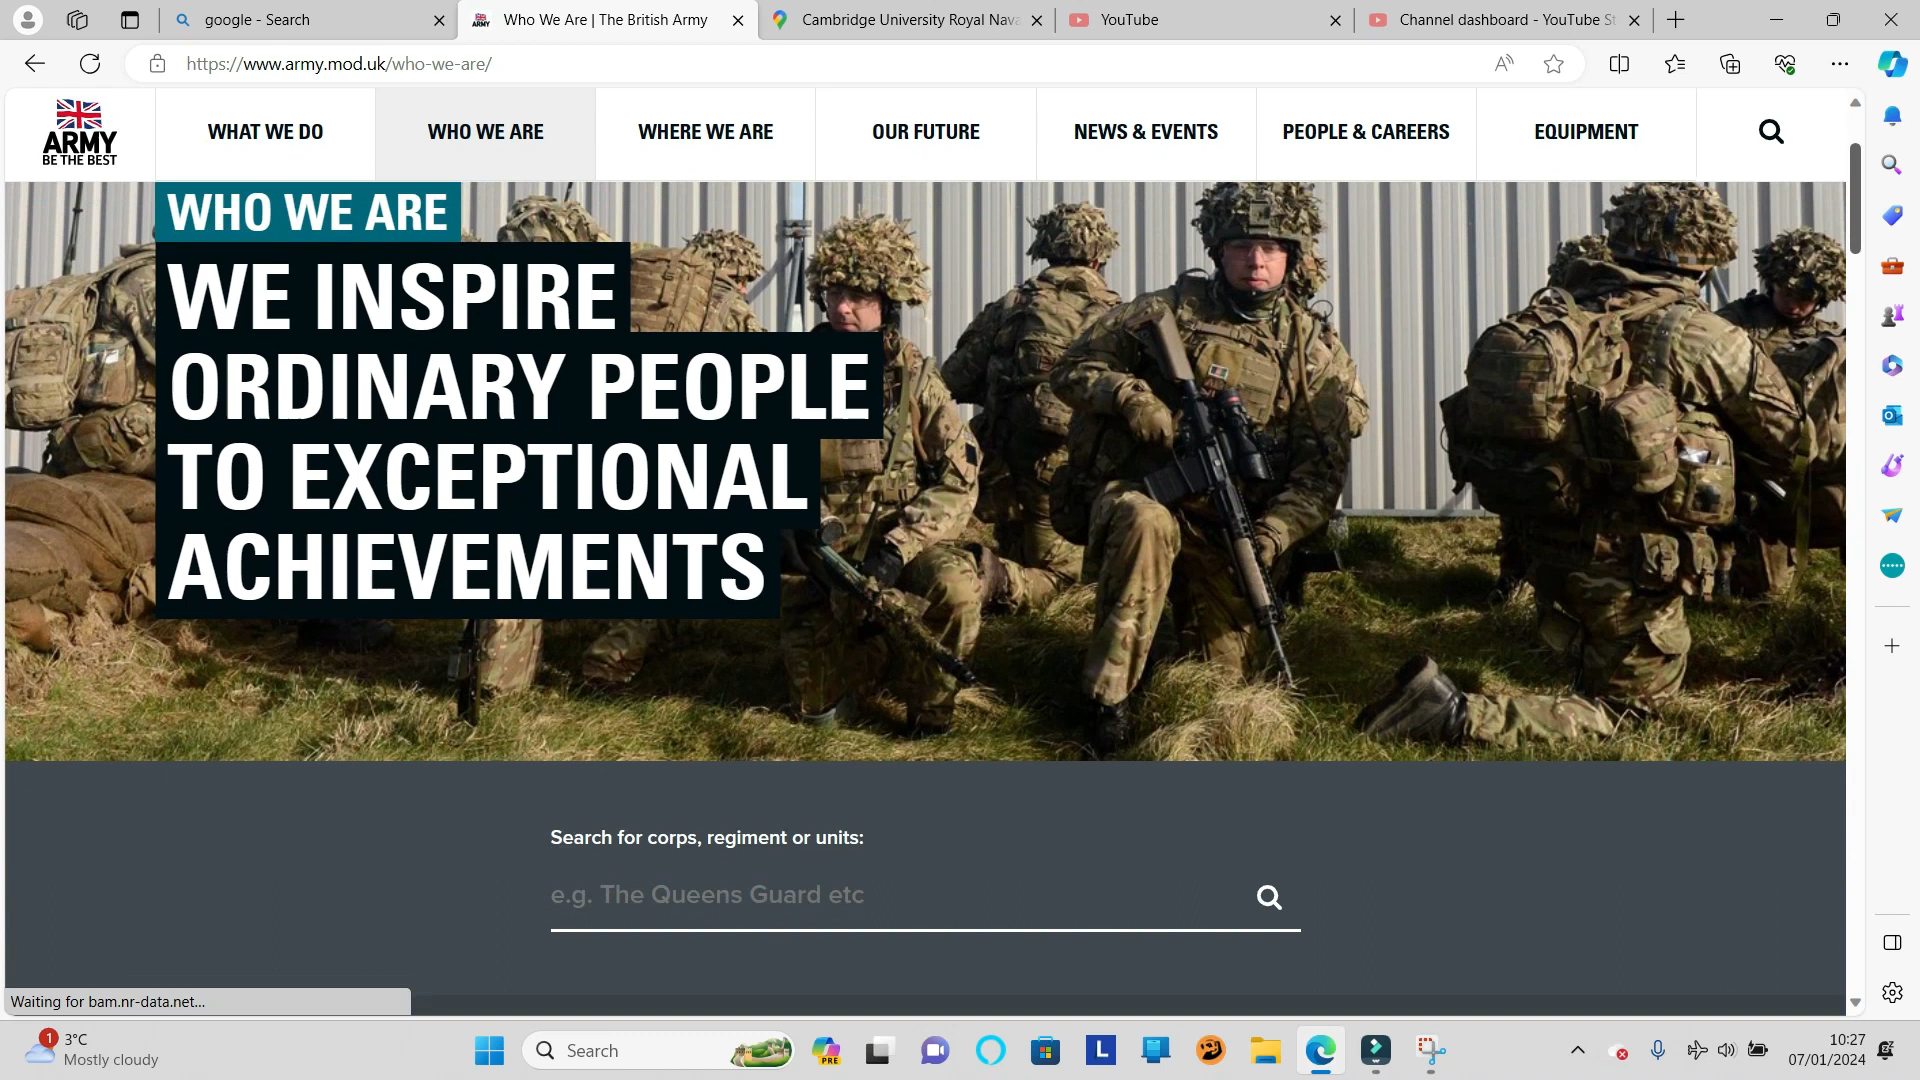 google - Search
Who We Are | The British Army
Cambridge University Royal Nava
YouTube
Channel dashboard - YouTube St
https://www.army.mod.uk/who-we-are/
ARMY
BE THE BEST
WHAT WE DO
WHO WE ARE
WHERE WE ARE
OUR FUTURE
NEWS & EVENTS
PEOPLE & CAREERS
EQUIPMENT
WHO WE ARE
WE INSPIRE
ORDINARY PEOPLE
TO EXCEPTIONAL
ACHIEVEMENTS
Search for corps, regiment or units:
e.g. The Queens Guard etc
Waiting for bam.nr-data.net...
1
3°C
Mostly cloudy
Search
PRE
L
10:27
07/01/2024